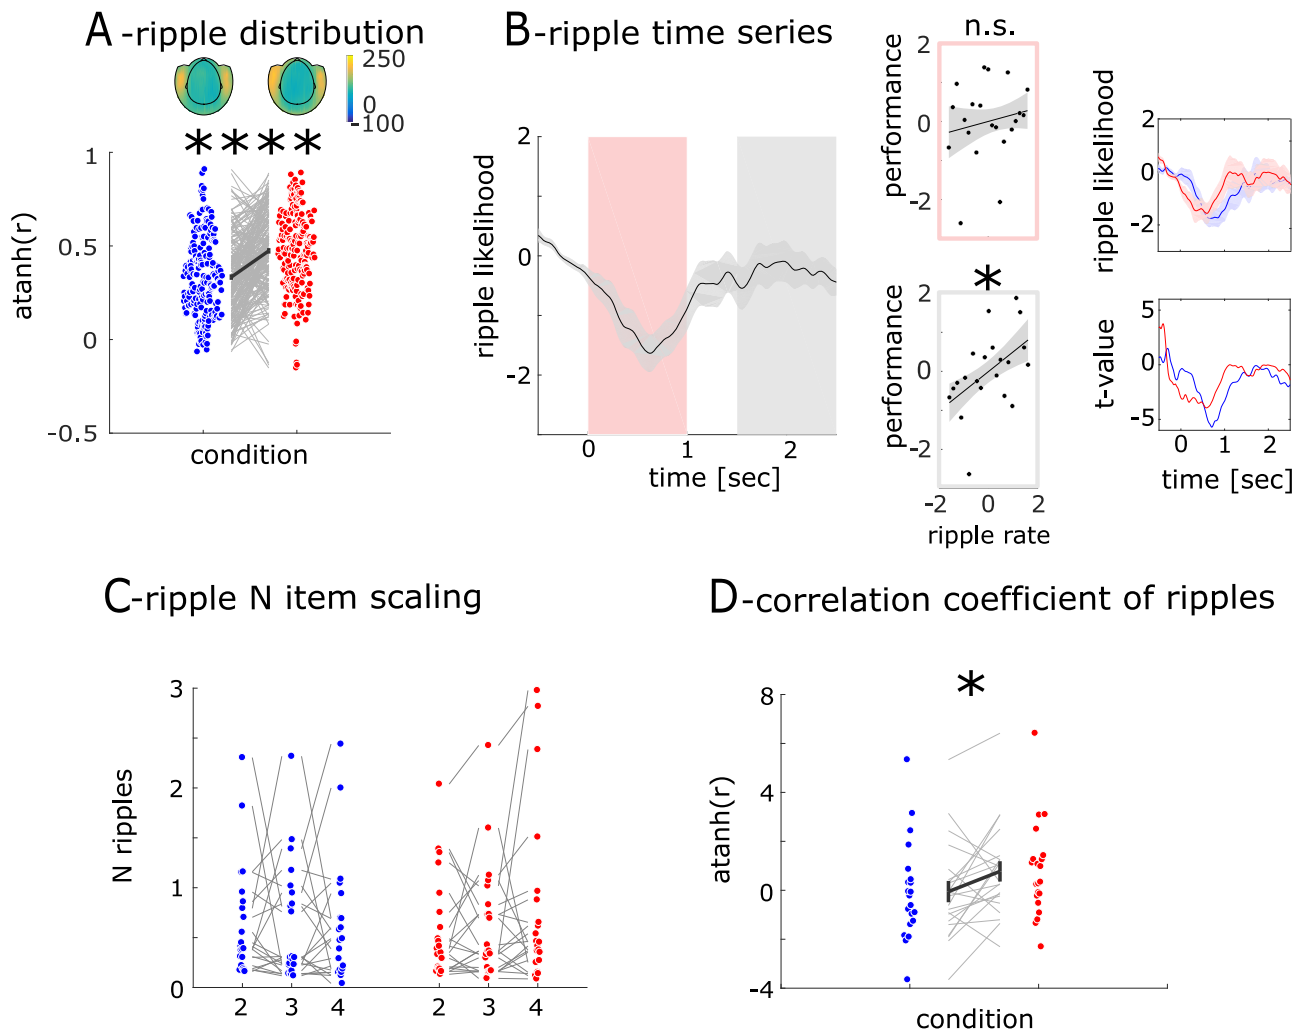 A-ripple distribution
250
0
-100
****
1
0.5
0
-0.5
atanh(r)
condition
B-ripple time series
2
0
-2
ripple likelihood
0
1
2
time [sec]
n.s.
2
0
-2
performance
*
2
0
-2
performance
-2
0
2
ripple rate
2
0
-2
ripple likelihood
5
0
-5
t-value
0
1
2
time [sec]
C-ripple N item scaling
3
2
1
0
N ripples
2
3
4
2
3
4
D-correlation coefficient of ripples
*
8
4
0
-4
atanh(r)
condition